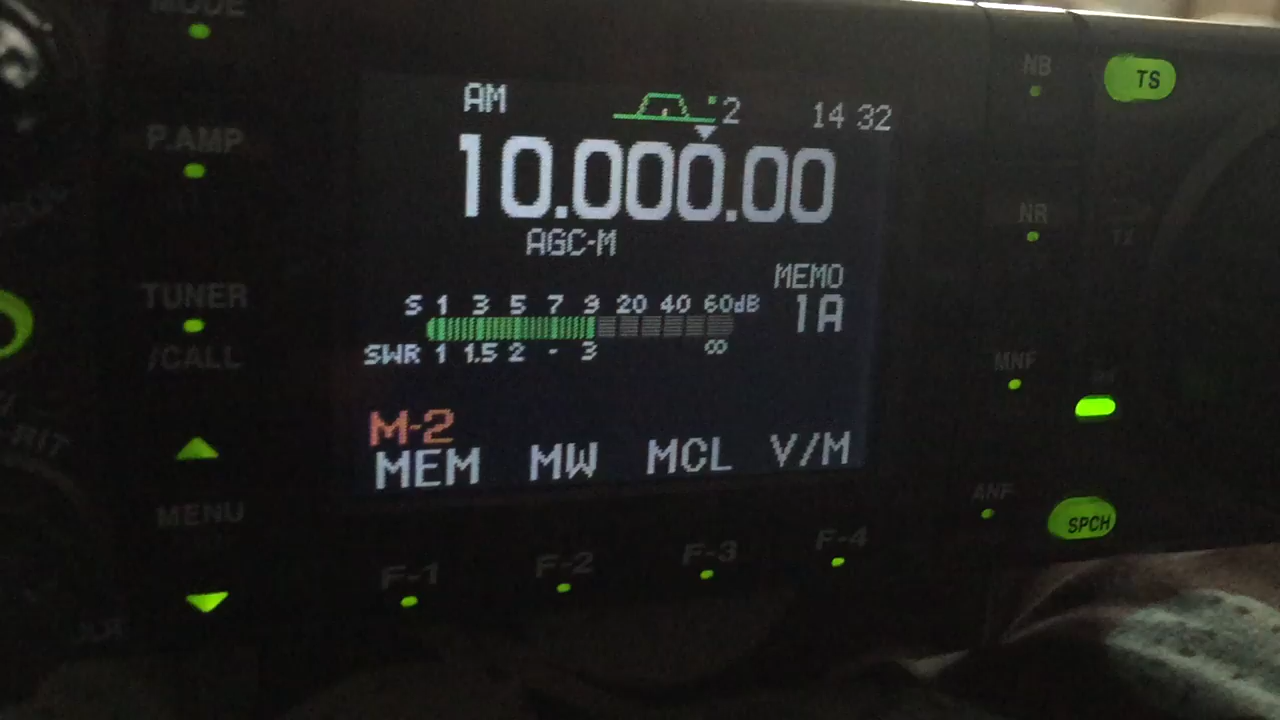 MODE
NB
TS
AM
2
14 32
P.AMP
10.000.00
AGC-M
NR
MEMO
1A
TUNER
S 1 3 5 7 9 20 40 60dB
SWR 1 1.5 2 - 3 ∞
/CALL
MNF
M-2
MEM MW MCL V/M
MENU
ANF
SPCH
F-1 F-2 F-3 F-4